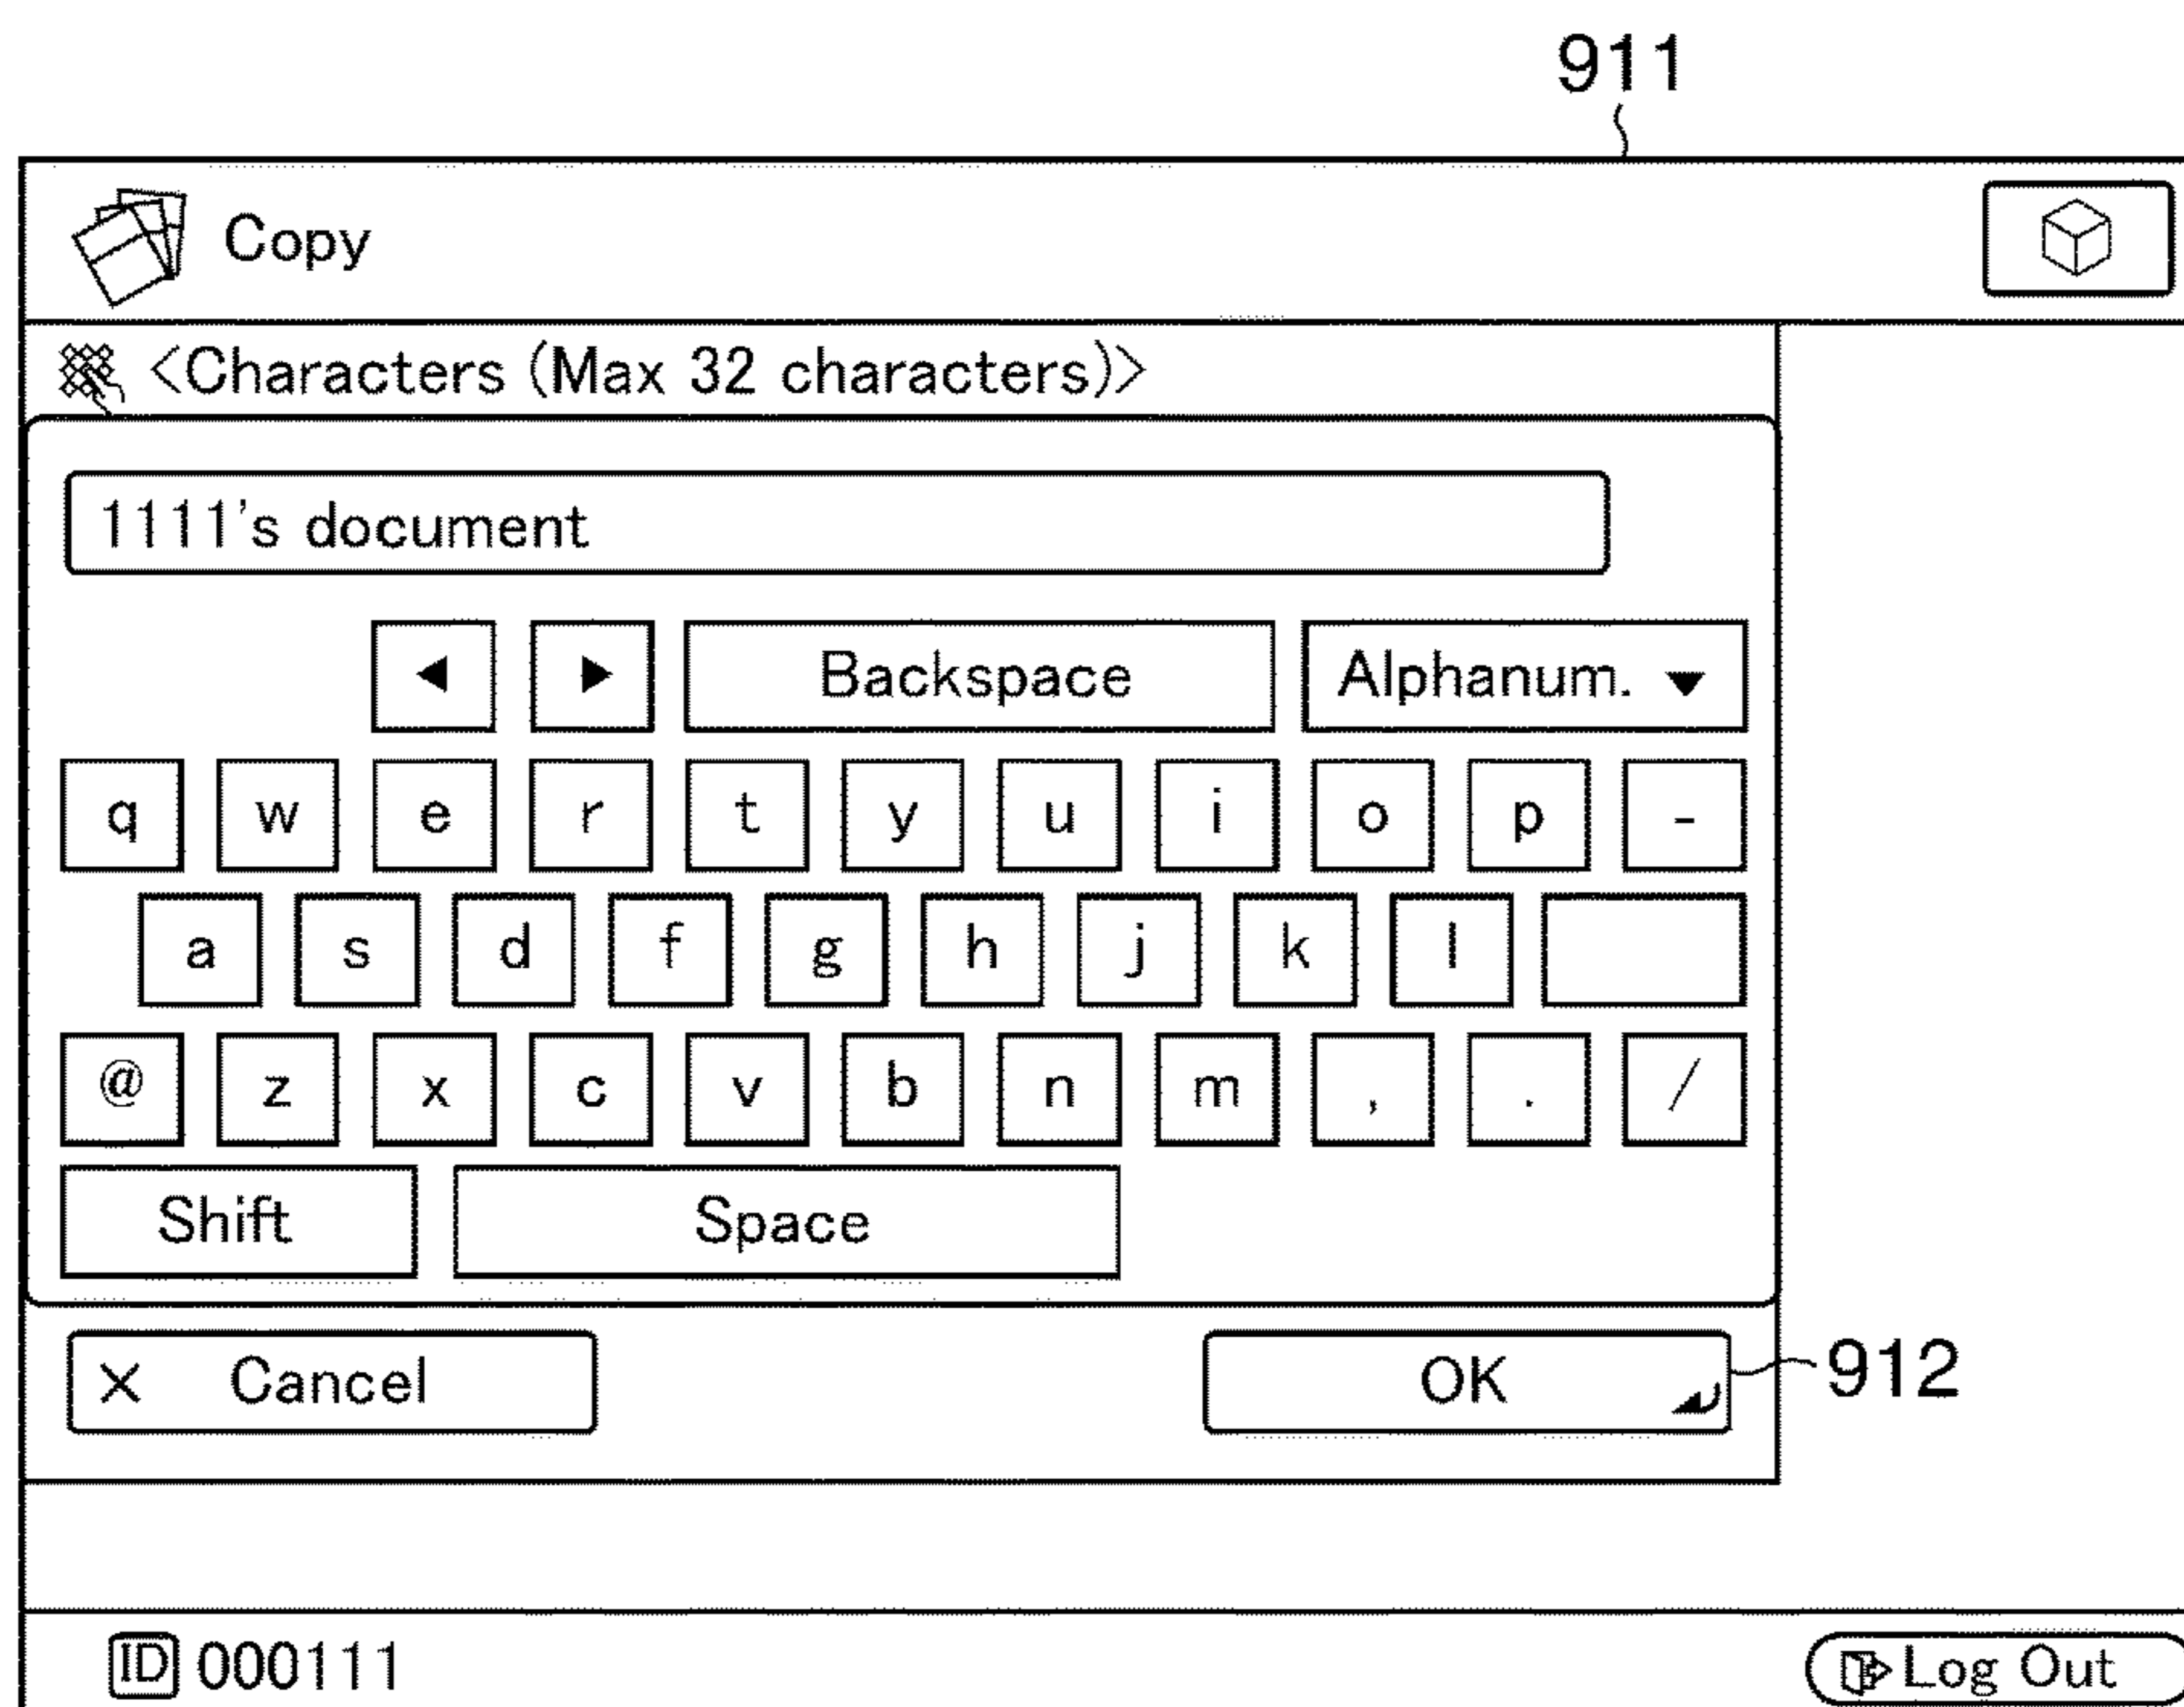 911
Copy
<Characters (Max 32 characters)>
1111's document
◀ ▶ Backspace Alphanum. ▼
q w e r t y u i o p -
a s d f g h j k l
@ z x c v b n m , . /
Shift Space
× Cancel OK 912
ID 000111 Log Out